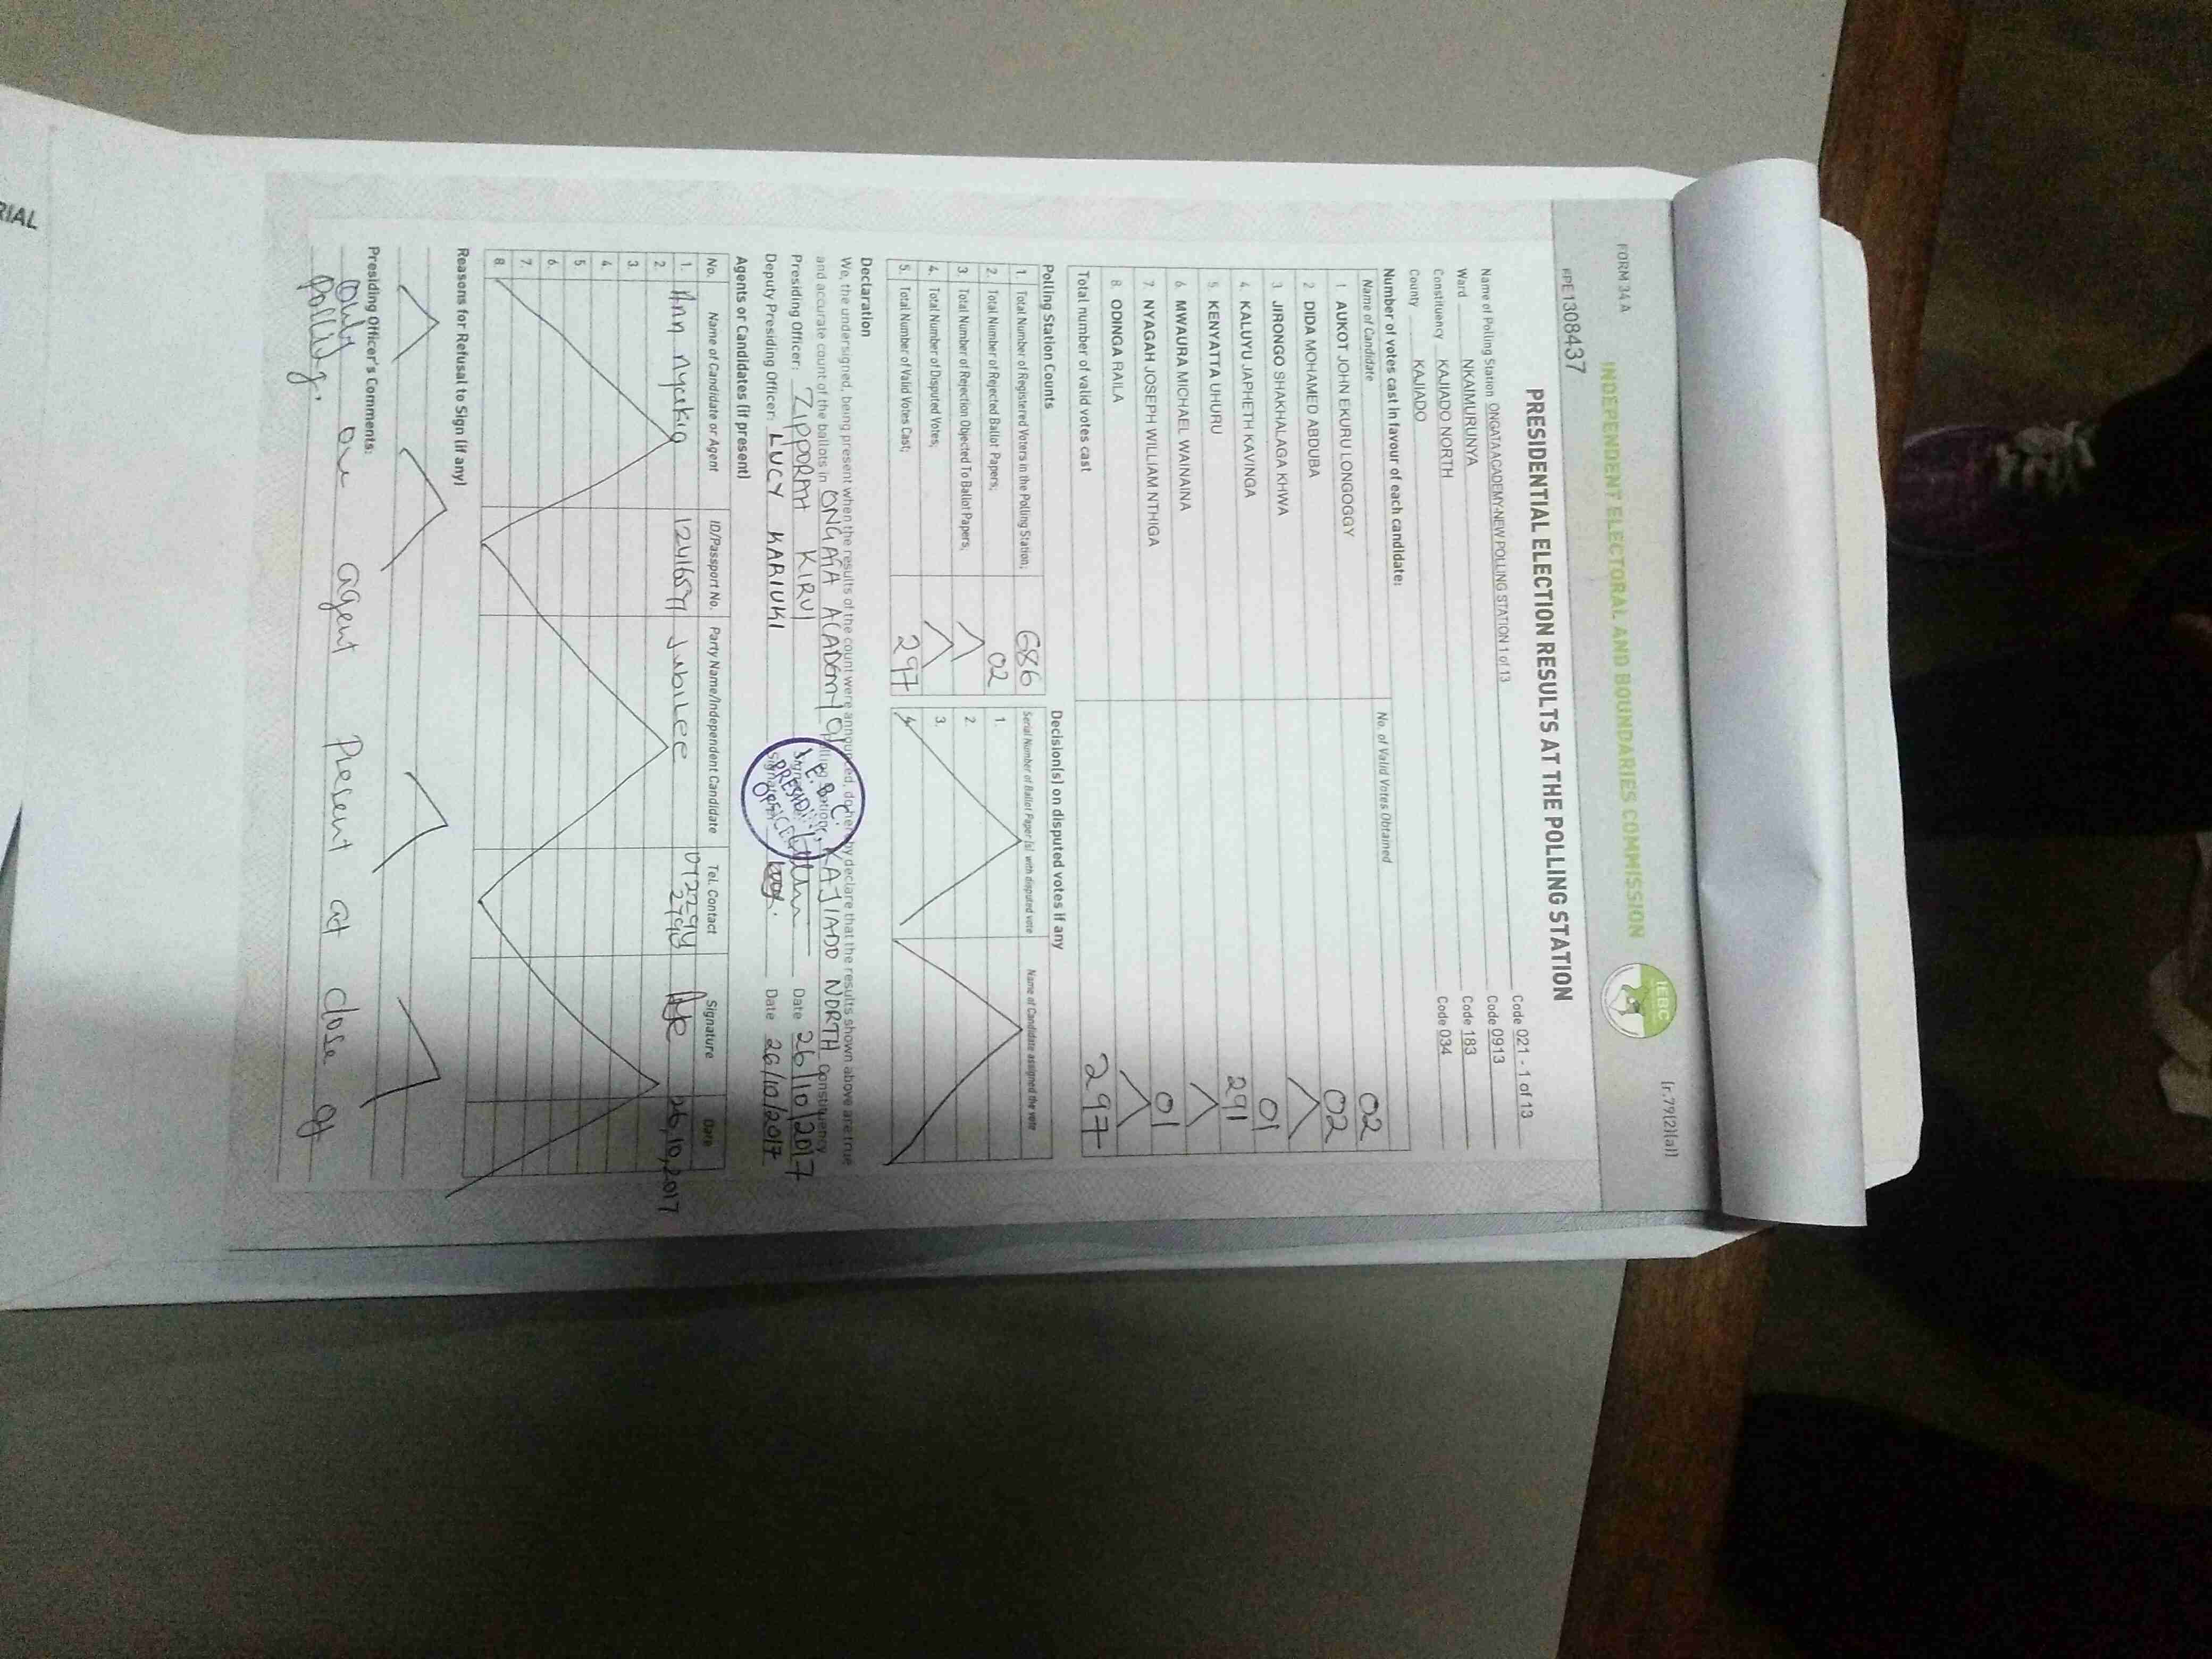 FORM 34 A
(r.79(2)(a))
INDEPENDENT ELECTORAL AND BOUNDARIES COMMISSION
IEBC
PRESIDENTIAL ELECTION RESULTS AT THE POLLING STATION
Name of Polling Station ONGATA ACADEMY-NEW POLLING STATION 1 of 13 Code 021 - 1 of 13
Ward NKAIMURUNYA Code 0913
Constituency KAJIADO NORTH Code 183
County KAJIADO Code 034
Number of votes cast in favour of each candidate:
Name of Candidate No. of Valid Votes Obtained
1 AUKOT JOHN EKURU LONGOGGY 02
2 DIDA MOHAMED ABDUBA 02
3 JIRONGO SHAKHALAGA KHWA
4 KALUYU JAPHETH KAVINGA 01
5 KENYATTA UHURU 291
6 MWAURA MICHAEL WAINAINA
7 NYAGAH JOSEPH WILLIAM NTHIGA 01
8 ODINGA RAILA
Total number of valid votes cast 297
Polling Station Counts
1. Total Number of Registered Voters in the Polling Station; 686
2. Total Number of Rejected Ballot Papers; 02
3. Total Number of Rejection Objected To Ballot Papers;
4. Total Number of Disputed Votes;
5. Total Number of Valid Votes Cast; 297
Decision(s) on disputed votes if any
Serial Number of Ballot Paper (s) with disputed vote Name of Candidate assigned the vote
1.
2.
3.
4.
Declaration
We, the undersigned, being present when the results of the count were announced, do hereby declare that the results shown above are true
and accurate count of the ballots in ONGATA ACADEMY 01 Polling Station, KAJIADO NORTH Constituency
Presiding Officer: ZIPPORAH KIRUI Date 26/10/2017
Deputy Presiding Officer: LUCY KARIUKI Date 26/10/2017
PRESIDING
OFFICER
Agents or Candidates (if present)
No. Name of Candidate or Agent ID/Passport No. Party Name/Independent Candidate Tel. Contact Signature Date
1. Ann Jubilee 26,10,2017
2.
3.
4.
5.
6.
7.
8.
Reasons for Refusal to Sign (if any)
Presiding Officer's Comments:
Only on agent Present at close of
Polling.
RIAL